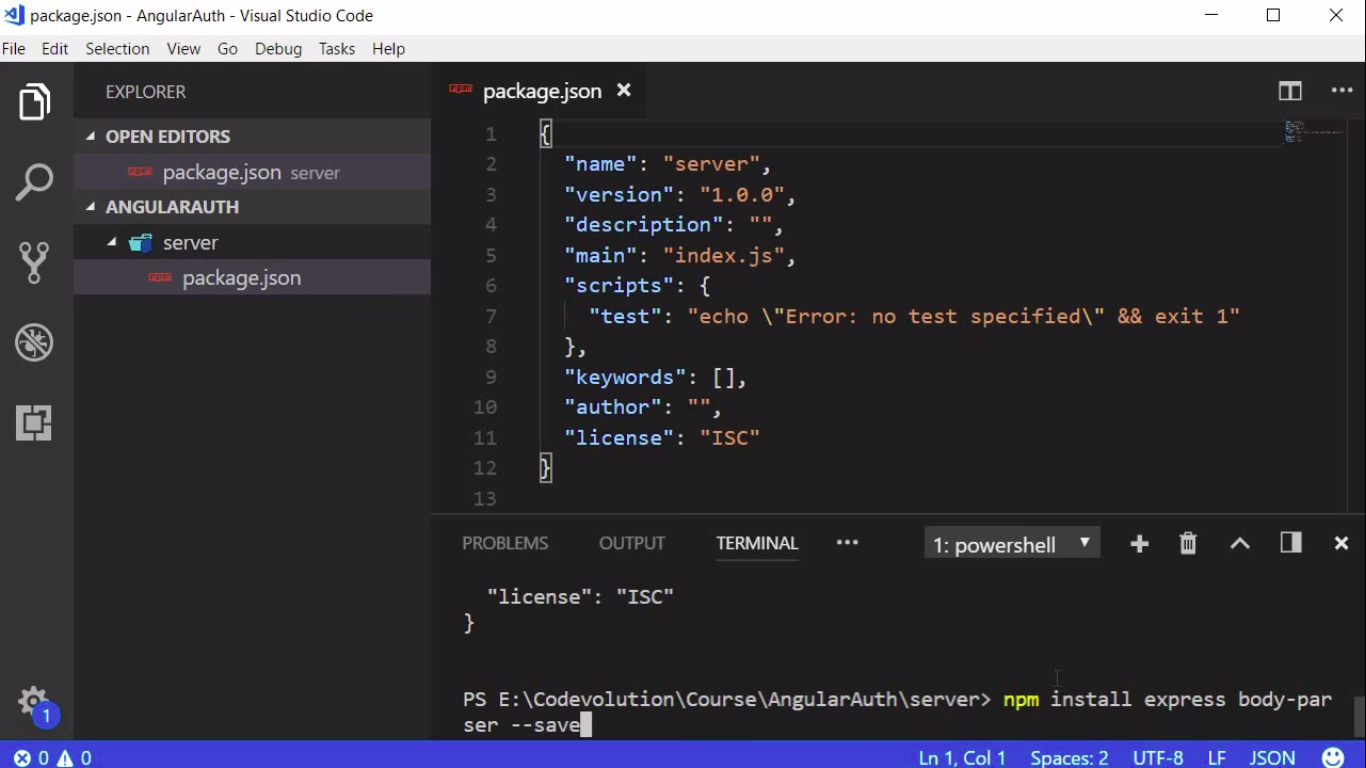 package.json - AngularAuth - Visual Studio Code
File Edit Selection View Go Debug Tasks Help
EXPLORER
OPEN EDITORS
package.json server
ANGULARAUTH
server
package.json
1
package.json
1 {
2 "name": "server",
3 "version": "1.0.0",
4 "description": "",
5 "main": "index.js",
6 "scripts": {
7 "test": "echo \"Error: no test specified\" && exit 1"
8 },
9 "keywords": [],
10 "author": "",
11 "license": "ISC"
12 }
13
PROBLEMS OUTPUT TERMINAL ••• 1: powershell
"license": "ISC"
}
PS E:\Codevolution\Course\AngularAuth\server> npm install express body-par
ser --save
0 0 Ln 1, Col 1 Spaces: 2 UTF-8 LF JSON